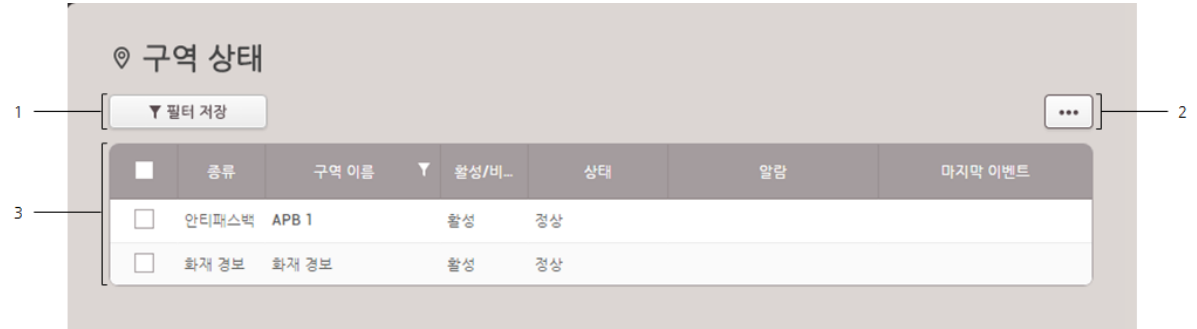 구역 상태
1 필터 저장 ••• 2
종류 구역 이름 활성/비... 상태 알람 마지막 이벤트
3
안티패스백 APB 1 활성 정상
화재 경보 화재 경보 활성 정상